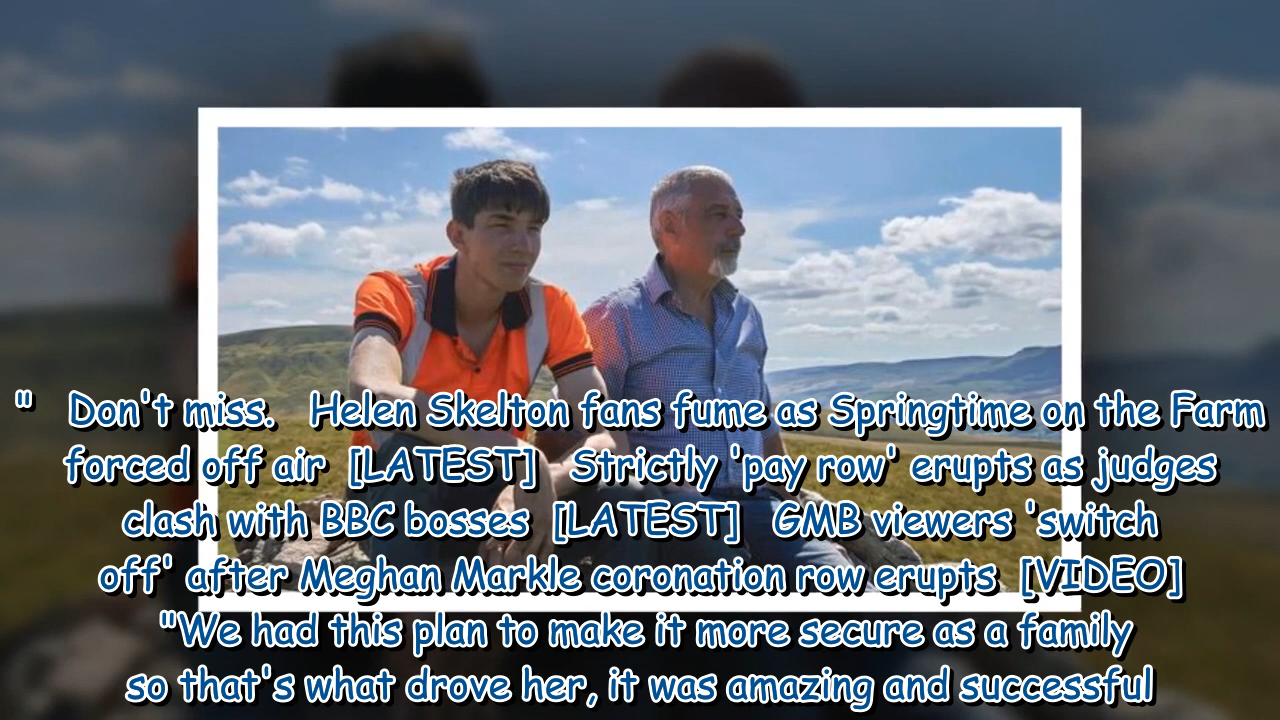 " Don't miss. Helen Skelton fans fume as Springtime on the Farm
forced off air [LATEST] Strictly 'pay row' erupts as judges
clash with BBC bosses [LATEST] GMB viewers 'switch
off' after Meghan Markle coronation row erupts [VIDEO]
"We had this plan to make it more secure as a family
so that's what drove her, it was amazing and successful